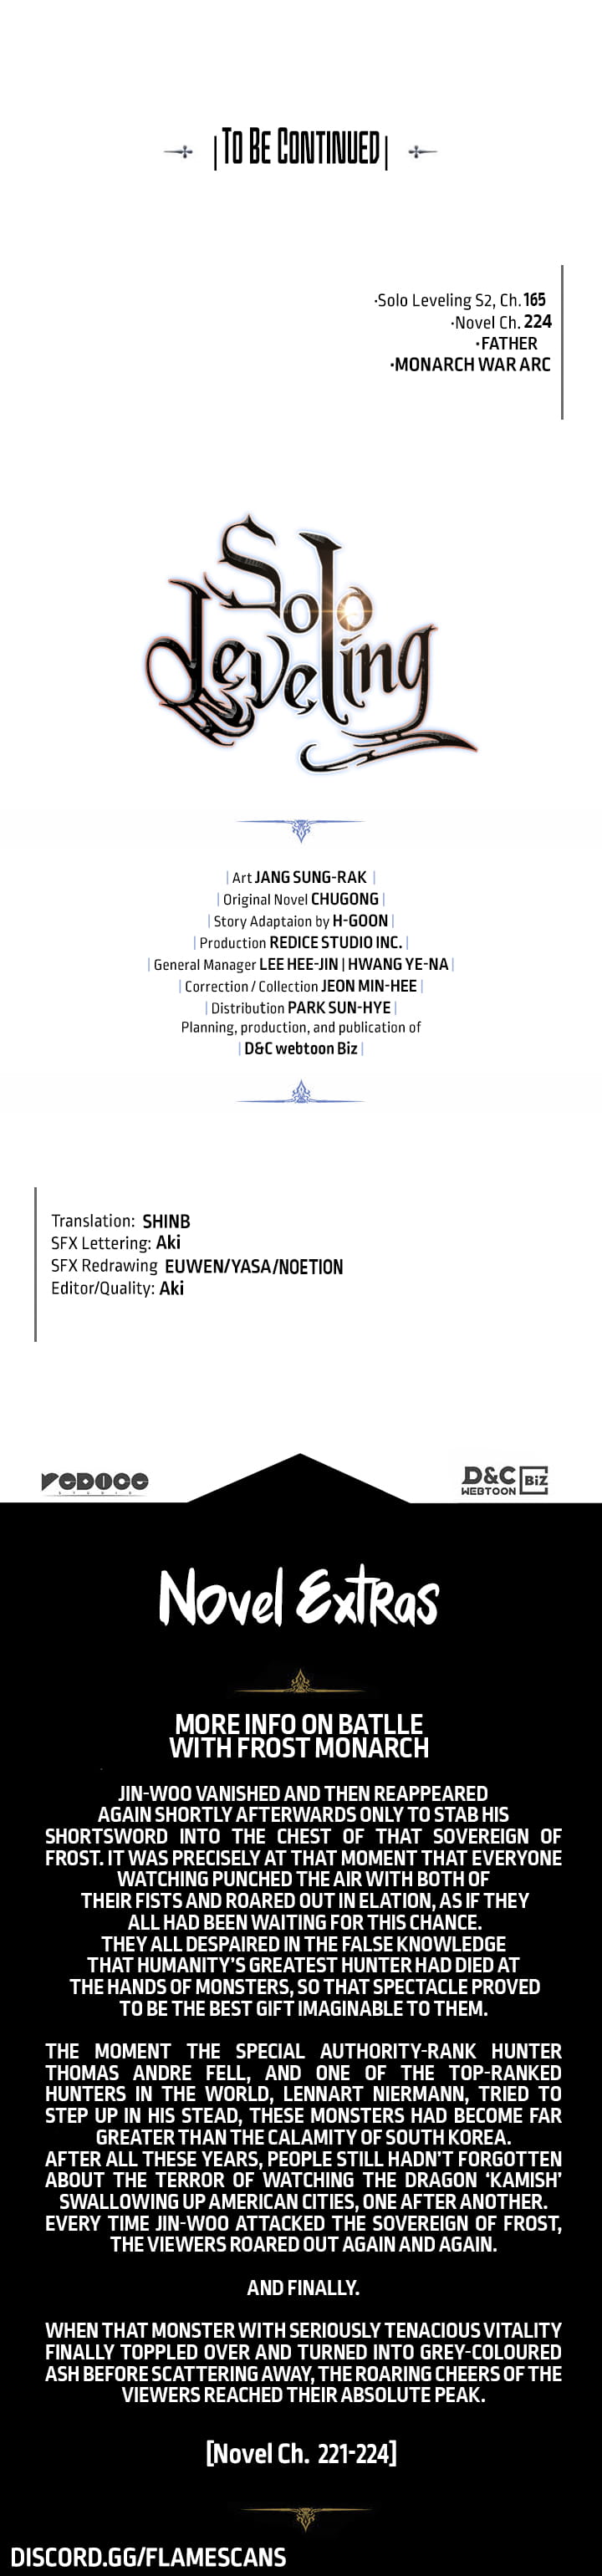 TO BE CONTINUED
·Solo Leveling S2, Ch. 165
·Novel Ch. 224
·FATHER
·MONARCH WAR ARC
Solo
Leveling
| Art JANG SUNG-RAK |
| Original Novel CHUGONG |
| Story Adaptaion by H-GOON |
| Production REDICE STUDIO INC. |
| General Manager LEE HEE-JIN | HWANG YE-NA |
| Correction / Collection JEON MIN-HEE |
| Distribution PARK SUN-HYE |
Planning, production, and publication of
| D&C webtoon Biz |
Translation: SHINB
SFX Lettering: Aki
SFX Redrawing EUWEN/YASA/NOETION
Editor/Quality: Aki
REDICE
STUDIO
D&C
WEBTOON BIZ
Novel Extras
MORE INFO ON BATLLE
WITH FROST MONARCH
JIN-WOO VANISHED AND THEN REAPPEARED
AGAIN SHORTLY AFTERWARDS ONLY TO STAB HIS
SHORTSWORD INTO THE CHEST OF THAT SOVEREIGN OF
FROST. IT WAS PRECISELY AT THAT MOMENT THAT EVERYONE
WATCHING PUNCHED THE AIR WITH BOTH OF
THEIR FISTS AND ROARED OUT IN ELATION, AS IF THEY
ALL HAD BEEN WAITING FOR THIS CHANCE.
THEY ALL DESPAIRED IN THE FALSE KNOWLEDGE
THAT HUMANITY'S GREATEST HUNTER HAD DIED AT
THE HANDS OF MONSTERS, SO THAT SPECTACLE PROVED
TO BE THE BEST GIFT IMAGINABLE TO THEM.
THE MOMENT THE SPECIAL AUTHORITY-RANK HUNTER
THOMAS ANDRE FELL, AND ONE OF THE TOP-RANKED
HUNTERS IN THE WORLD, LENNART NIERMANN, TRIED TO
STEP UP IN HIS STEAD, THESE MONSTERS HAD BECOME FAR
GREATER THAN THE CALAMITY OF SOUTH KOREA.
AFTER ALL THESE YEARS, PEOPLE STILL HADN'T FORGOTTEN
ABOUT THE TERROR OF WATCHING THE DRAGON 'KAMISH'
SWALLOWING UP AMERICAN CITIES, ONE AFTER ANOTHER.
EVERY TIME JIN-WOO ATTACKED THE SOVEREIGN OF FROST,
THE VIEWERS ROARED OUT AGAIN AND AGAIN.
AND FINALLY.
WHEN THAT MONSTER WITH SERIOUSLY TENACIOUS VITALITY
FINALLY TOPPLED OVER AND TURNED INTO GREY-COLOURED
ASH BEFORE SCATTERING AWAY, THE ROARING CHEERS OF THE
VIEWERS REACHED THEIR ABSOLUTE PEAK.
[Novel Ch. 221-224]
DISCORD.GG/FLAMESCANS